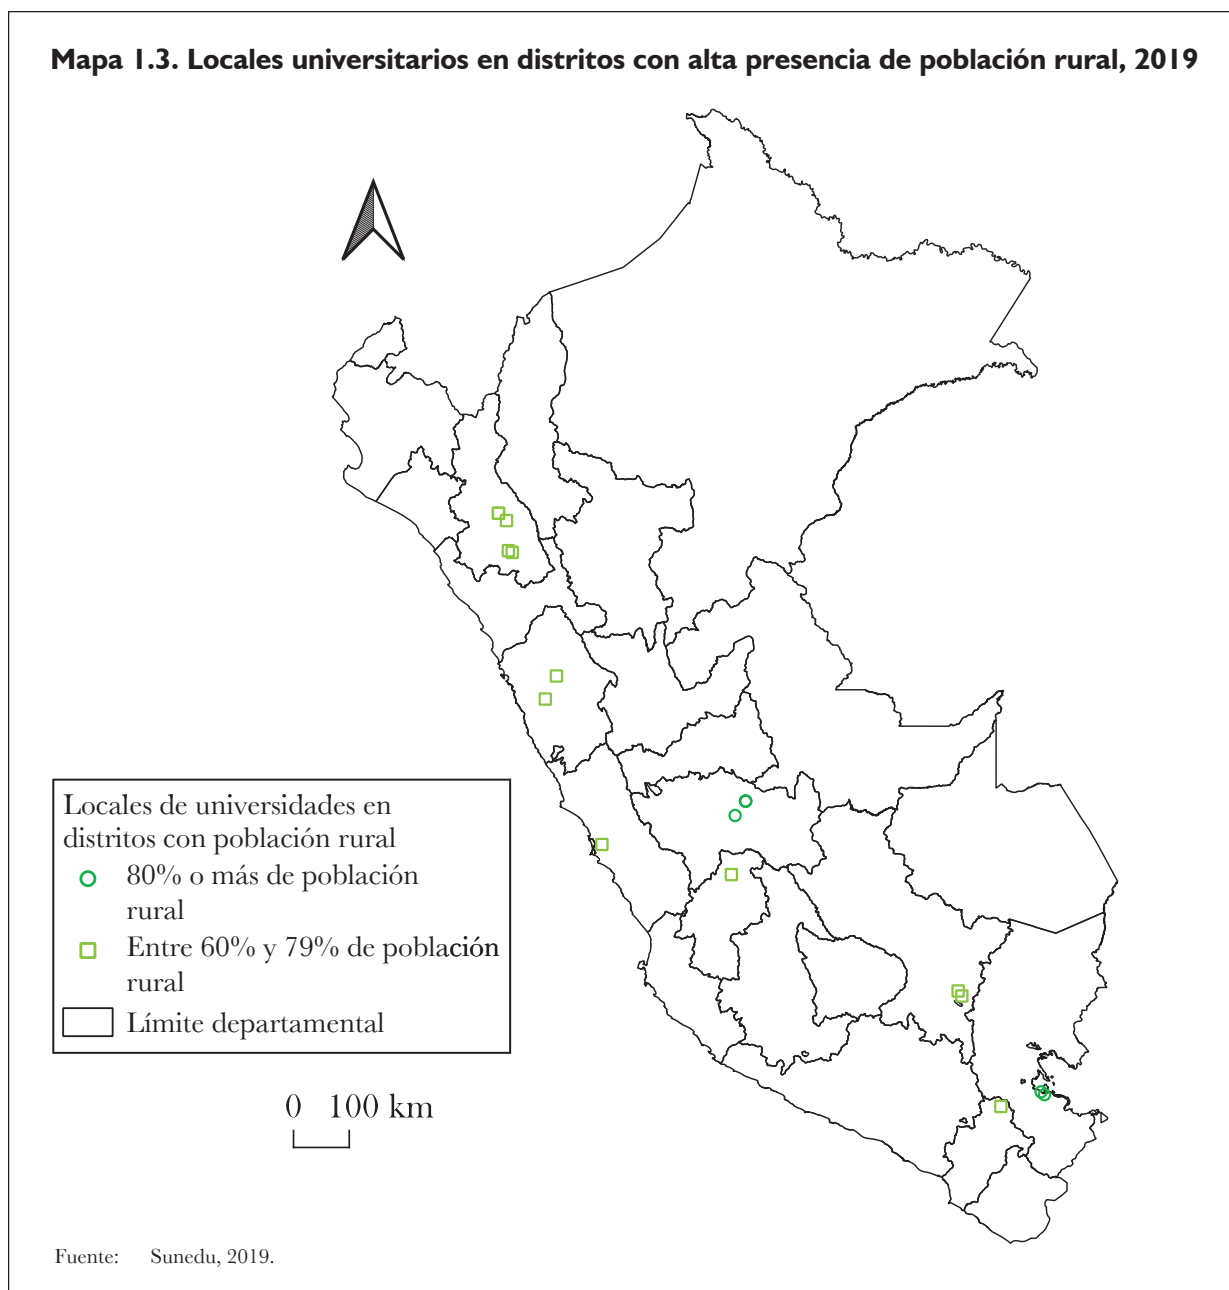 Mapa 1.3. Locales universitarios en distritos con alta presencia de población rural, 2019
Locales de universidades en
distritos con población rural
80% o más de población
rural
Entre 60% y 79% de población
rural
Límite departamental
0 100 km
Fuente: Sunedu, 2019.